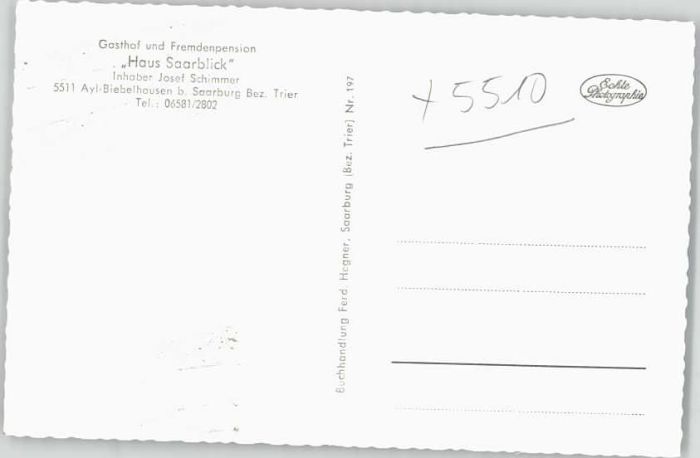 Gasthof und Fremdenpension
„Haus Saarblick"
Inhaber Josef Schimmer
5511 Ayl-Biebelhausen b. Saarburg Bez. Trier
Tel.: 06581/2802
Buchhandlung Ferd. Hegner, Saarburg (Bez. Trier) Nr. 197
+ 5510
Echte
Photographie